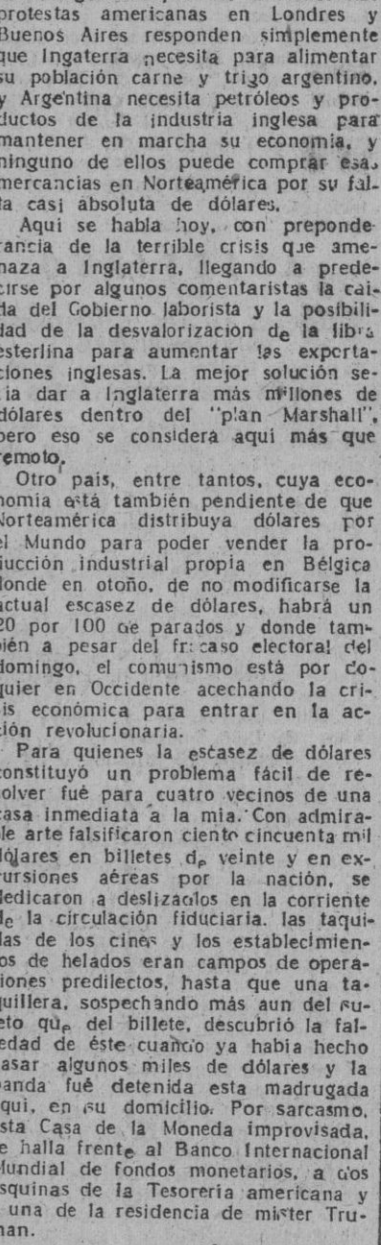 protestas americanas en Londres y
Buenos Aires responden simplemente
que Ingaterra necesita para alimentar
su población carne y trigo argentino,
y Argentina necesita petróleos y pro-
ductos de la industria inglesa para
mantener en marcha su economía, y
ninguno de ellos puede comprar esas
mercancias en Norteamérica por su fal-
ta casi absoluta de dólares.
Aqui se habla hoy, con preponde
rancia de la terrible crisis que ame-
naza a Inglaterra, llegando a prede-
cirse por algunos comentaristas la caí-
da del Gobierno laborista y la posibili-
dad de la desvalorización de la libra
esterlina para aumentar las experta-
ciones inglesas. La mejor solución se-
ria dar a Inglaterra más millones de
dólares dentro del "plan Marshall",
pero eso se considera aquí más que
remoto.
Otro país, entre tantos, cuya eco-
nomia está también pendiente de que
Norteamérica distribuya dólares por
el Mundo para poder vender la pro-
ducción industrial propia en Bélgica
donde en otoño, de no modificarse la
actual escasez de dólares, habrá un
20 por 100 de parados y donde tam-
bién a pesar del fracaso electoral del
domingo, el comunismo está por do-
quier en Occidente acechando la cri-
sis económica para entrar en la ac-
ción revolucionaria.
Para quienes la escasez de dólares
constituyó un problema fácil de re-
solver fué para cuatro vecinos de una
casa inmediata a la mia. Con admira-
ble arte falsificaron ciento cincuenta mil
dólares en billetes de veinte y en ex-
cursiones aéreas por la nación, se
dedicaron a deslizarlos en la corriente
de la circulación fiduciaria. las taqui-
llas de los cines y los establecimien-
tos de helados eran campos de opera-
ciones predilectos, hasta que una ta-
quillera, sospechando más aun del su-
jeto que del billete, descubrió la fal-
sedad de éste cuando ya habia hecho
pasar algunos miles de dólares y la
banda fué detenida esta madrugada
aqui, en su domicilio. Por sarcasmo,
esta Casa de la Moneda improvisada,
se halla frente al Banco Internacional
Mundial de fondos monetarios, a dos
esquinas de la Tesoreria americana y
a una de la residencia de mister Tru-
man.